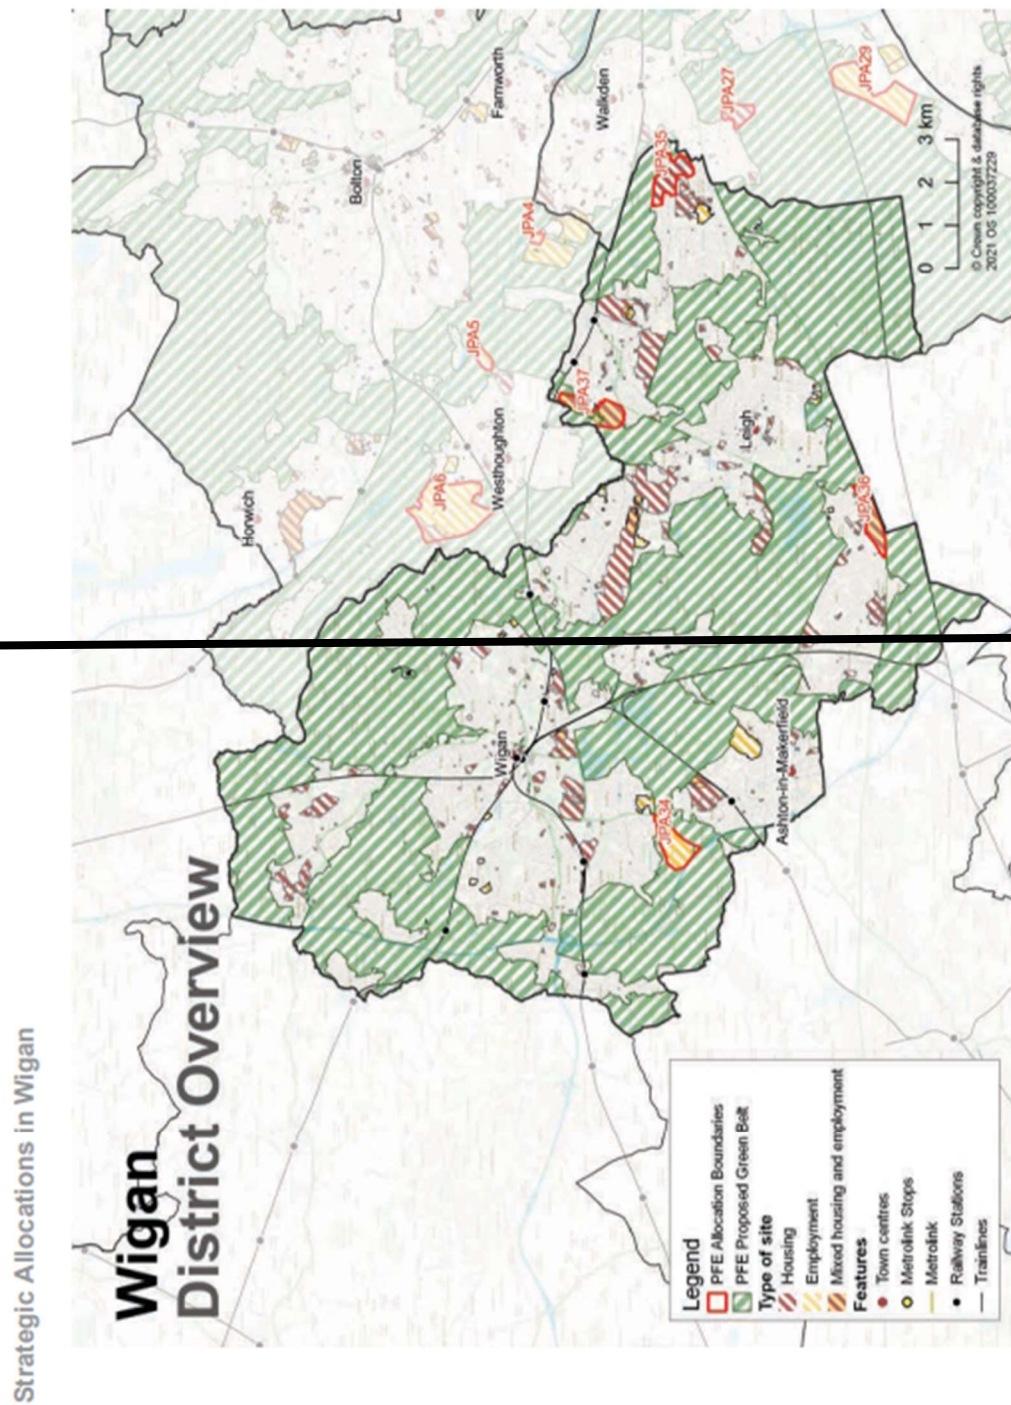 Strategic Allocations in Wigan
Wigan
District Overview
Horwich
Bolton
Farnworth
Walkden
Westhoughton
Wigan
Leigh
Ashton-in-Makerfield
JPA6
JPA5
JPA4
JPA27
JPA29
JPA35
JPA37
JPA36
JPA34
Legend
PFE Allocation Boundaries
PFE Proposed Green Belt
Type of site
Housing
Employment
Mixed housing and employment
Features
Town centres
Metrolink Stops
Metrolink
Railway Stations
Trainlines
0 1 2 3 km
© Crown copyright & database rights
2021 OS 100037229